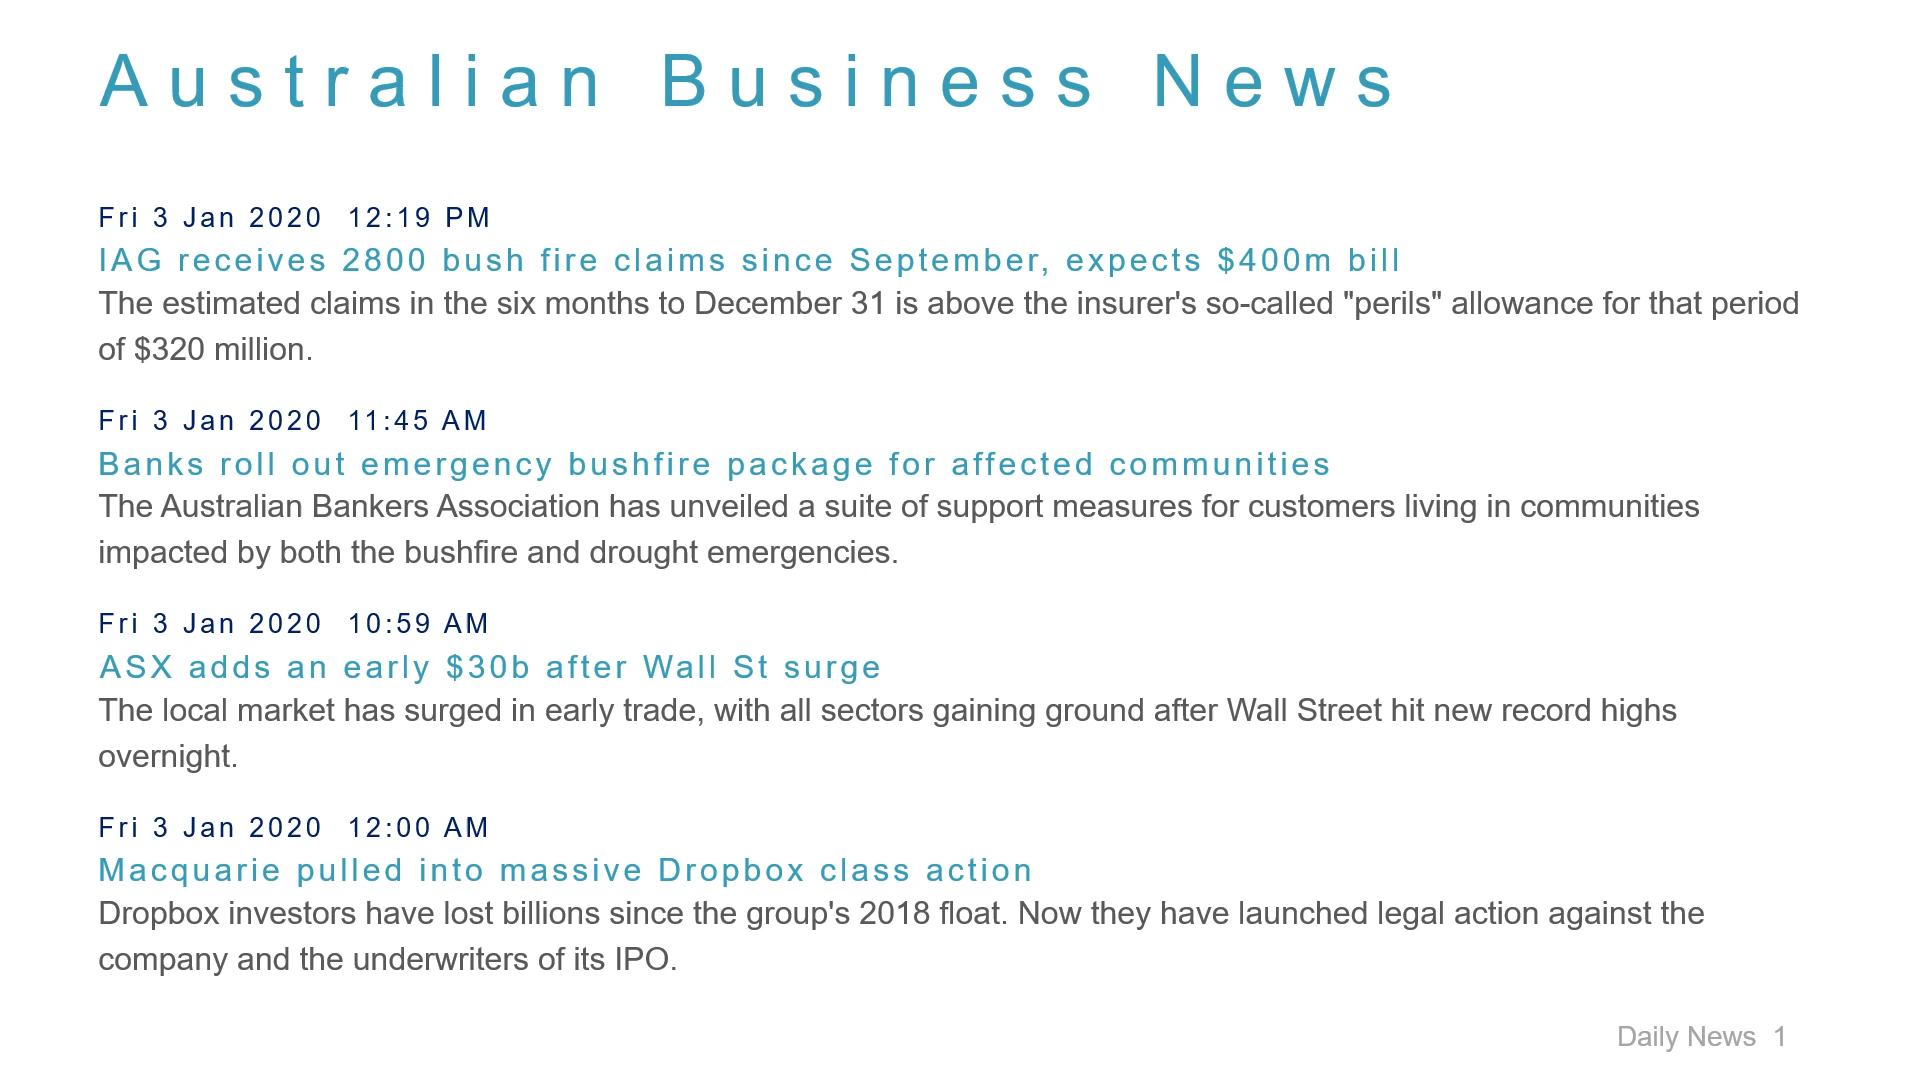 Australian Business News
Fri 3 Jan 2020  12:19 PM
IAG receives 2800 bush fire claims since September, expects $400m bill
The estimated claims in the six months to December 31 is above the insurer's so-called "perils" allowance for that period
of $320 million.
Fri 3 Jan 2020  11:45 AM
Banks roll out emergency bushfire package for affected communities
The Australian Bankers Association has unveiled a suite of support measures for customers living in communities
impacted by both the bushfire and drought emergencies.
Fri 3 Jan 2020  10:59 AM
ASX adds an early $30b after Wall St surge
The local market has surged in early trade, with all sectors gaining ground after Wall Street hit new record highs
overnight.
Fri 3 Jan 2020  12:00 AM
Macquarie pulled into massive Dropbox class action
Dropbox investors have lost billions since the group's 2018 float. Now they have launched legal action against the
company and the underwriters of its IPO.
Daily News  1